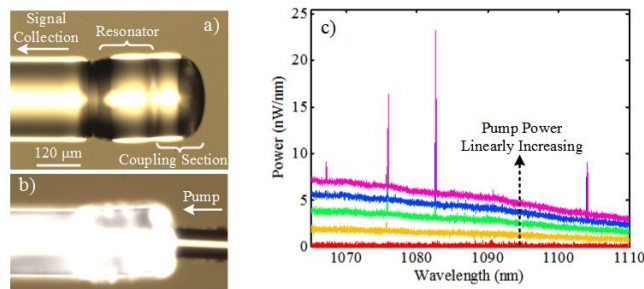 Signal
Collection
Resonator
a)
120 μm
Coupling Section
b)
Pump
c)
Power (nW/nm)
25
20
15
10
5
0
Pump Power
Linearly Increasing
1070
1080
1090
1100
1110
Wavelength (nm)